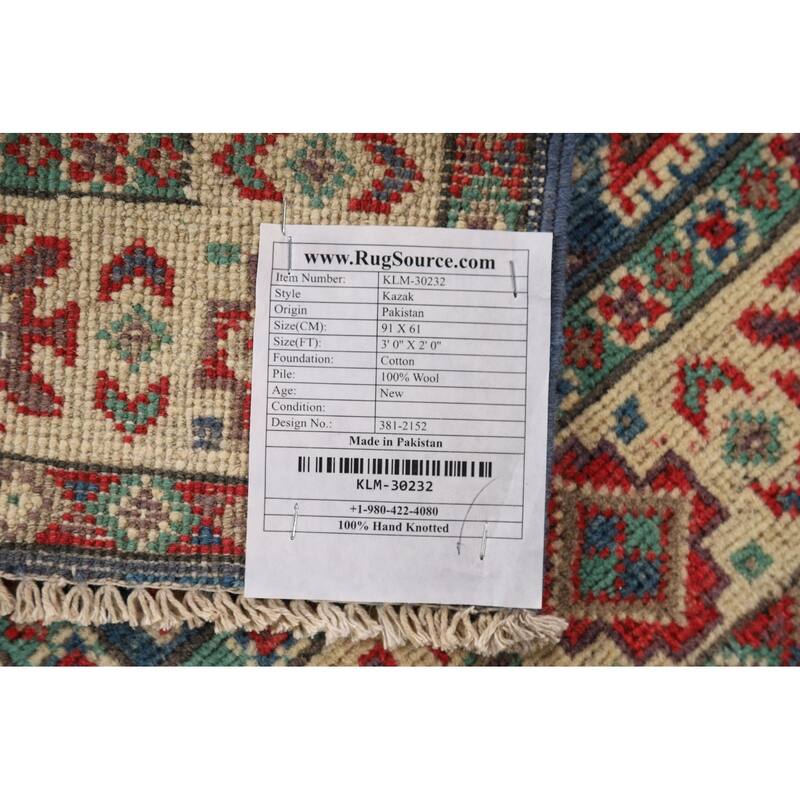 www.RugSource.com
Item Number: KLM-30232
Style Kazak
Origin Pakistan
Size(CM): 91 X 61
Size(FT): 3' 0" X 2' 0"
Foundation: Cotton
Pile: 100% Wool
Age: New
Condition:
Design No.: 381-2152
Made in Pakistan
KLM-30232
+1-980-422-4080
100% Hand Knotted